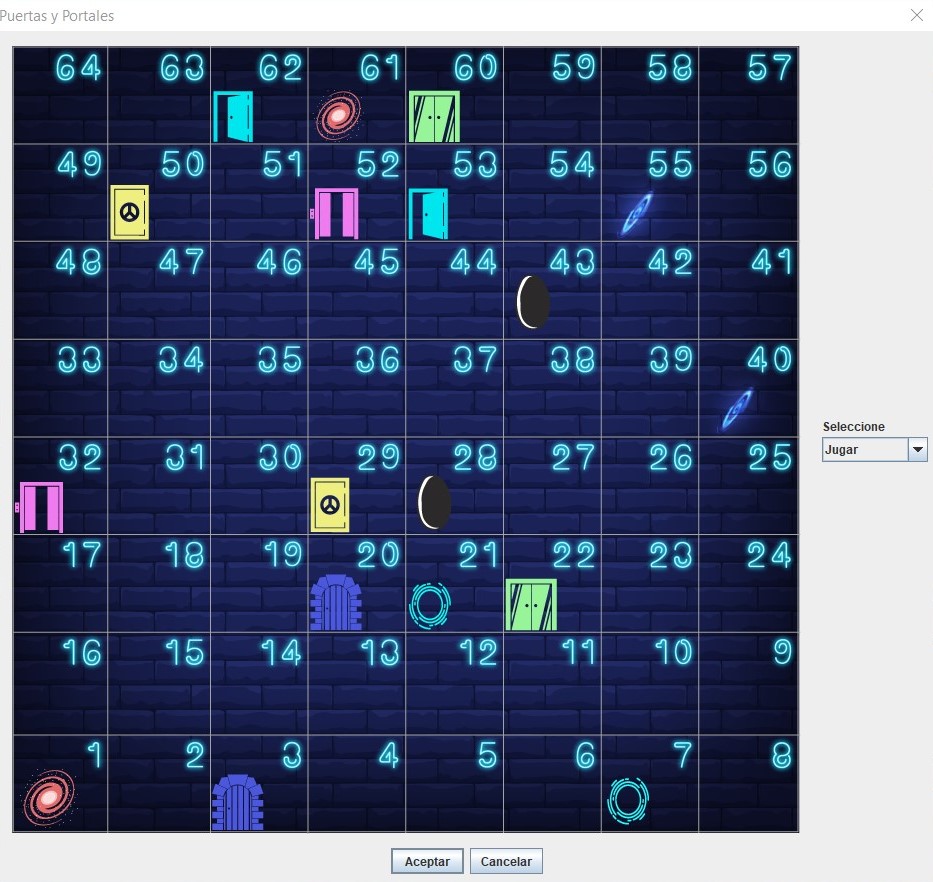 Puertas y Portales
64 63 62 61 60 59 58 57
49 50 51 52 53 54 55 56
48 47 46 45 44 43 42 41
33 34 35 36 37 38 39 40
Seleccione
Jugar
32 31 30 29 28 27 26 25
17 18 19 20 21 22 23 24
16 15 14 13 12 11 10 9
1 2 3 4 5 6 7 8
Aceptar Cancelar